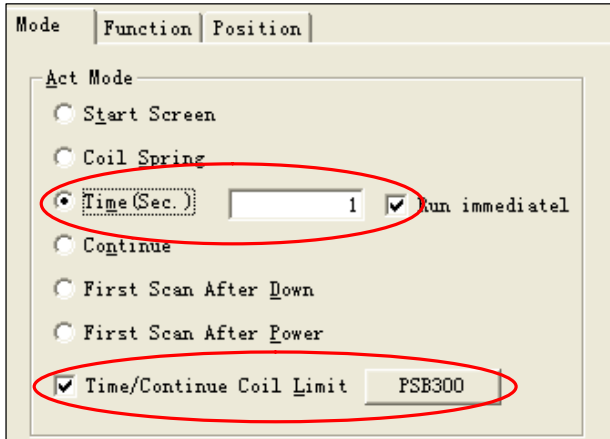 Mode Function Position
Act Mode
Start Screen
Coil Spring
Time(Sec.) 1 Run immediatel
Continue
First Scan After Down
First Scan After Power
Time/Continue Coil Limit PSB300